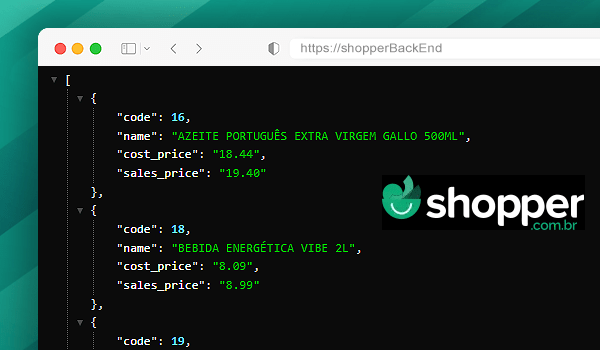 https://shopperBackEnd
[
{
"code": 16,
"name": "AZEITE PORTUGUÊS EXTRA VIRGEM GALLO 500ML",
"cost_price": "18.44",
"sales_price": "19.40"
},
{
"code": 18,
"name": "BEBIDA ENERGÉTICA VIBE 2L",
"cost_price": "8.09",
"sales_price": "8.99"
},
{
"code": 19,
shopper
.com.br